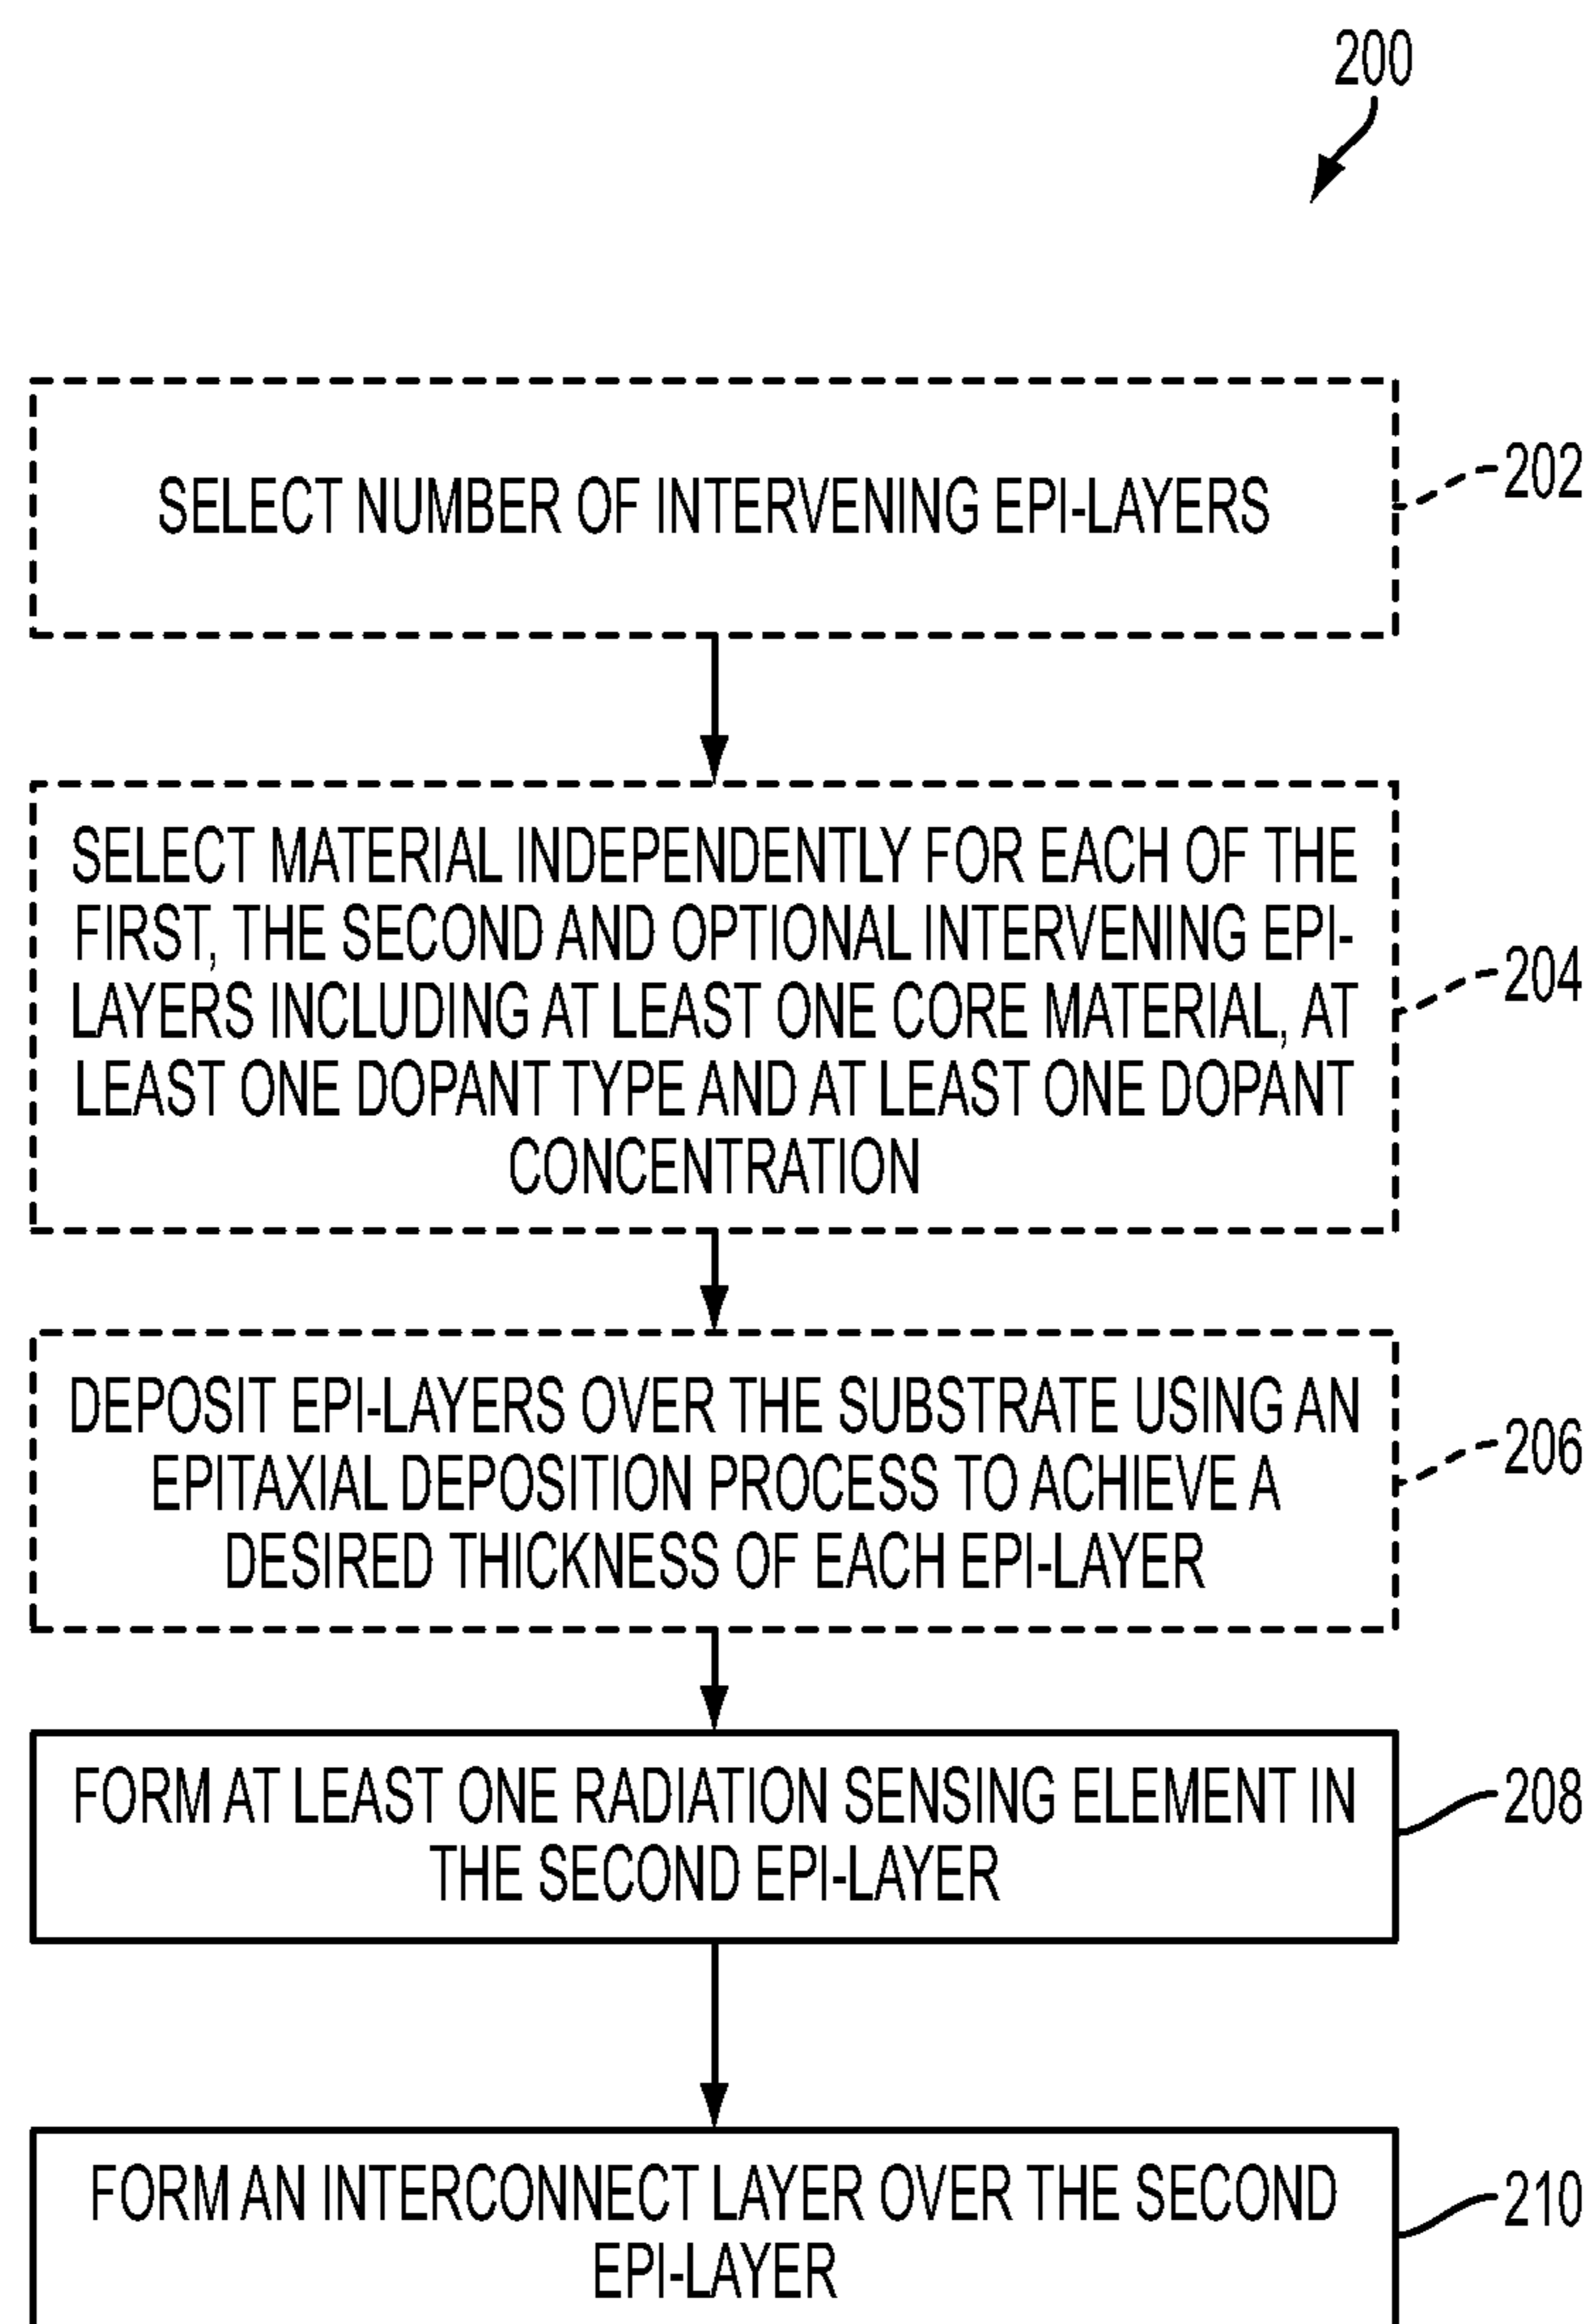 200
SELECT NUMBER OF INTERVENING EPI-LAYERS
202
SELECT MATERIAL INDEPENDENTLY FOR EACH OF THE
FIRST, THE SECOND AND OPTIONAL INTERVENING EPI-
LAYERS INCLUDING AT LEAST ONE CORE MATERIAL, AT
LEAST ONE DOPANT TYPE AND AT LEAST ONE DOPANT
CONCENTRATION
204
DEPOSIT EPI-LAYERS OVER THE SUBSTRATE USING AN
EPITAXIAL DEPOSITION PROCESS TO ACHIEVE A
DESIRED THICKNESS OF EACH EPI-LAYER
206
FORM AT LEAST ONE RADIATION SENSING ELEMENT IN
THE SECOND EPI-LAYER
208
FORM AN INTERCONNECT LAYER OVER THE SECOND
EPI-LAYER
210